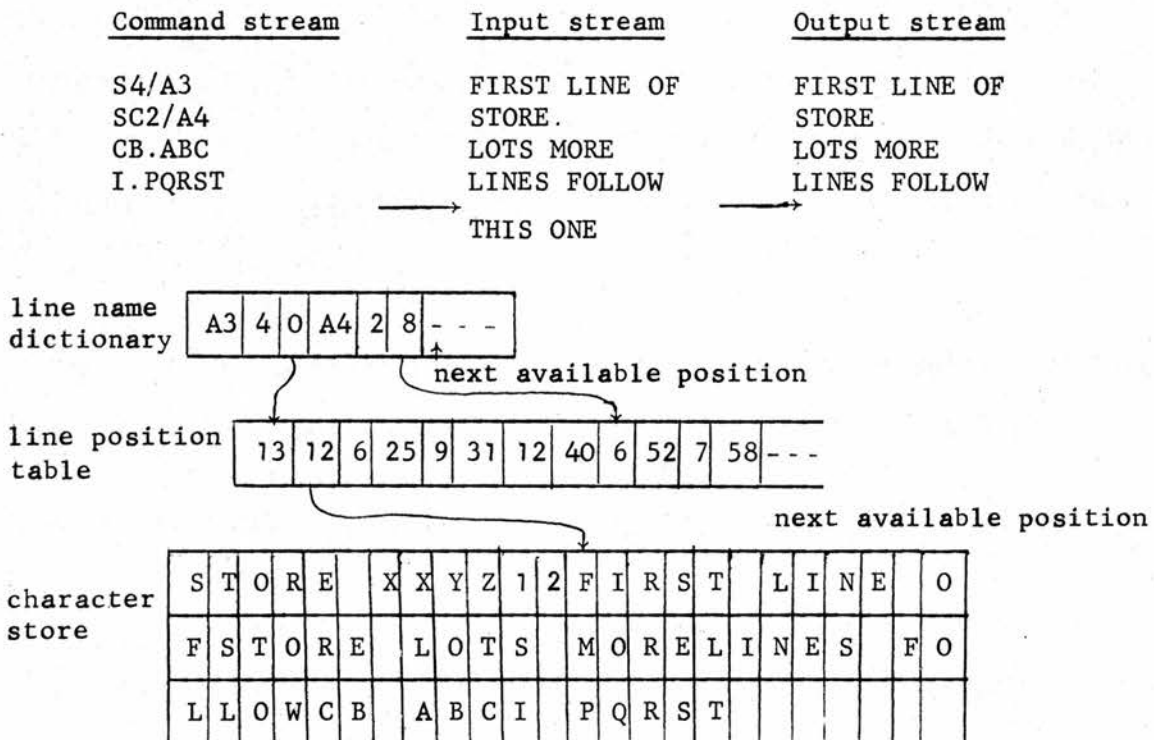 Command stream Input stream Output stream
S4/A3 FIRST LINE OF FIRST LINE OF
SC2/A4 STORE. STORE
CB.ABC LOTS MORE LOTS MORE
I.PQRST LINES FOLLOW LINES FOLLOW
THIS ONE
line name
dictionary
A3 4 0 A4 2 8 - - -
next available position
line position
table
13 12 6 25 9 31 12 40 6 52 7 58 - - -
next available position
character
store
S T O R E X X Y Z 1 2 F I R S T L I N E O
F S T O R E L O T S M O R E L I N E S F O
L L O W C B A B C I P Q R S T